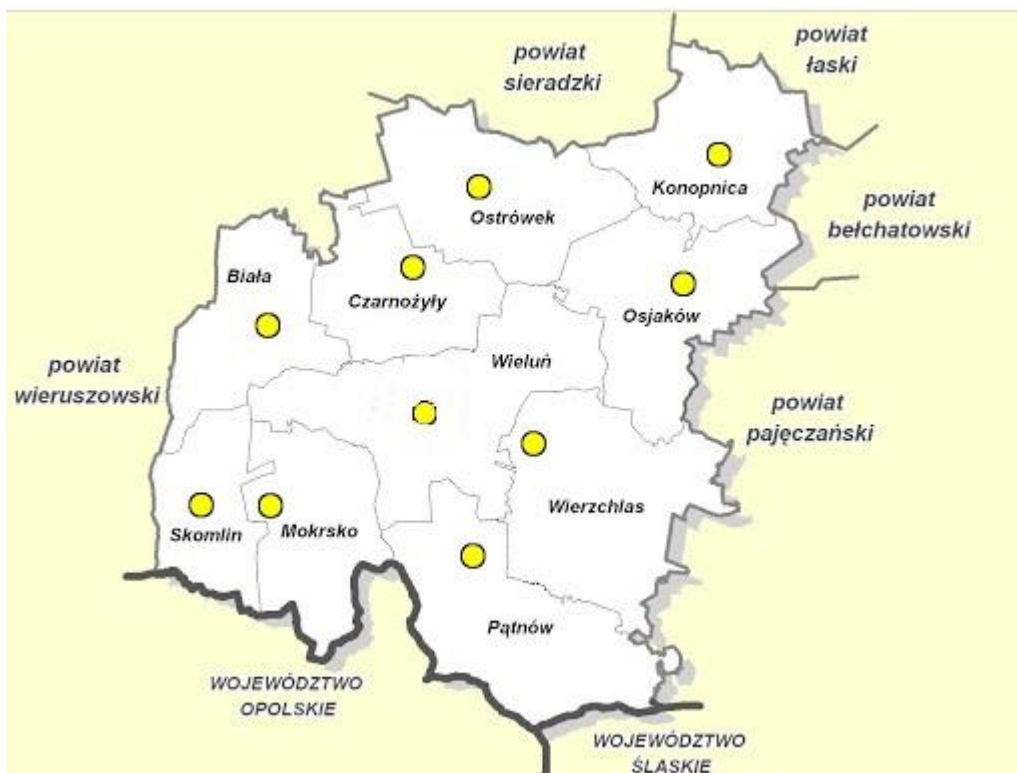 powiat
sieradzki
powiat
łaski
Konopnica
Ostrówek
powiat
bełchatowski
Biała
Czarnożyły
Osjaków
powiat
wieruszowski
Wieluń
powiat
pajęczański
Wierzchlas
Skomlin
Mokrsko
Pątnów
WOJEWÓDZTWO
OPOLSKIE
WOJEWÓDZTWO
ŚLĄSKIE